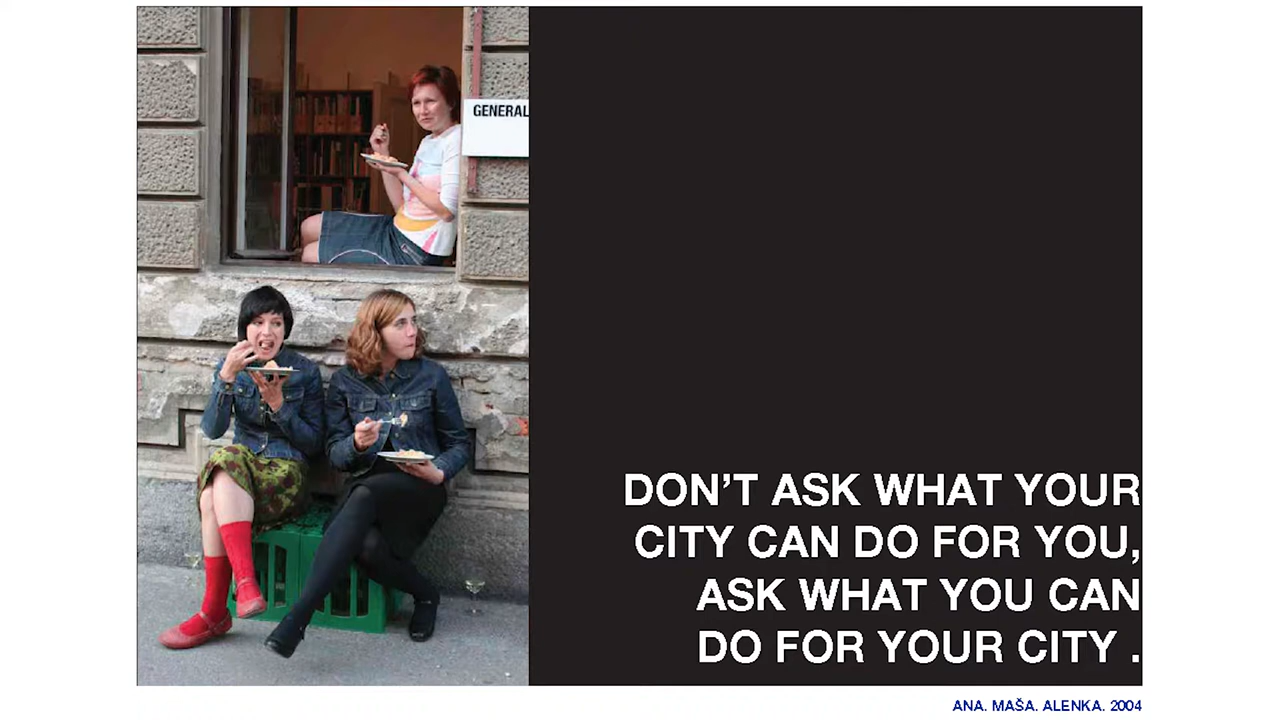 GENERAL
DON'T ASK WHAT YOUR
CITY CAN DO FOR YOU,
ASK WHAT YOU CAN
DO FOR YOUR CITY .
ANA. MAŠA. ALENKA. 2004